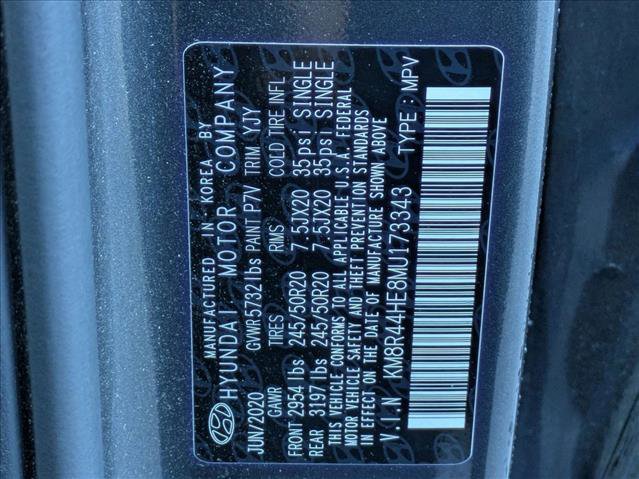 MANUFACTURED IN KOREA BY
HYUNDAI MOTOR COMPANY
JUN/2020 GVWR 5732 lbs PAINT P7V TRIM YJY
GAWR TIRES RIMS COLD TIRE INFL
FRONT 2954 lbs 245/50R20 7.5JX20 35psi SINGLE
REAR 3197 lbs 245/50R20 7.5JX20 35psi SINGLE
THIS VEHICLE CONFORMS TO ALL APPLICABLE U.S.A. FEDERAL
MOTOR VEHICLE SAFETY AND THEFT PREVENTION STANDARDS
IN EFFECT ON THE DATE OF MANUFACTURE SHOWN ABOVE
V.I.N KM8R44HE8MU173343 TYPE : MPV